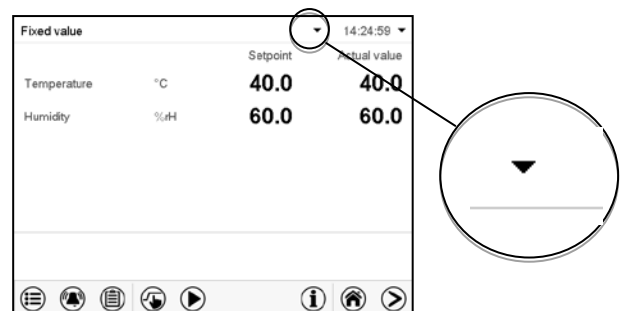 Fixed value 14:24:59
Setpoint Actual value
Temperature °C 40.0 40.0
Humidity %rH 60.0 60.0